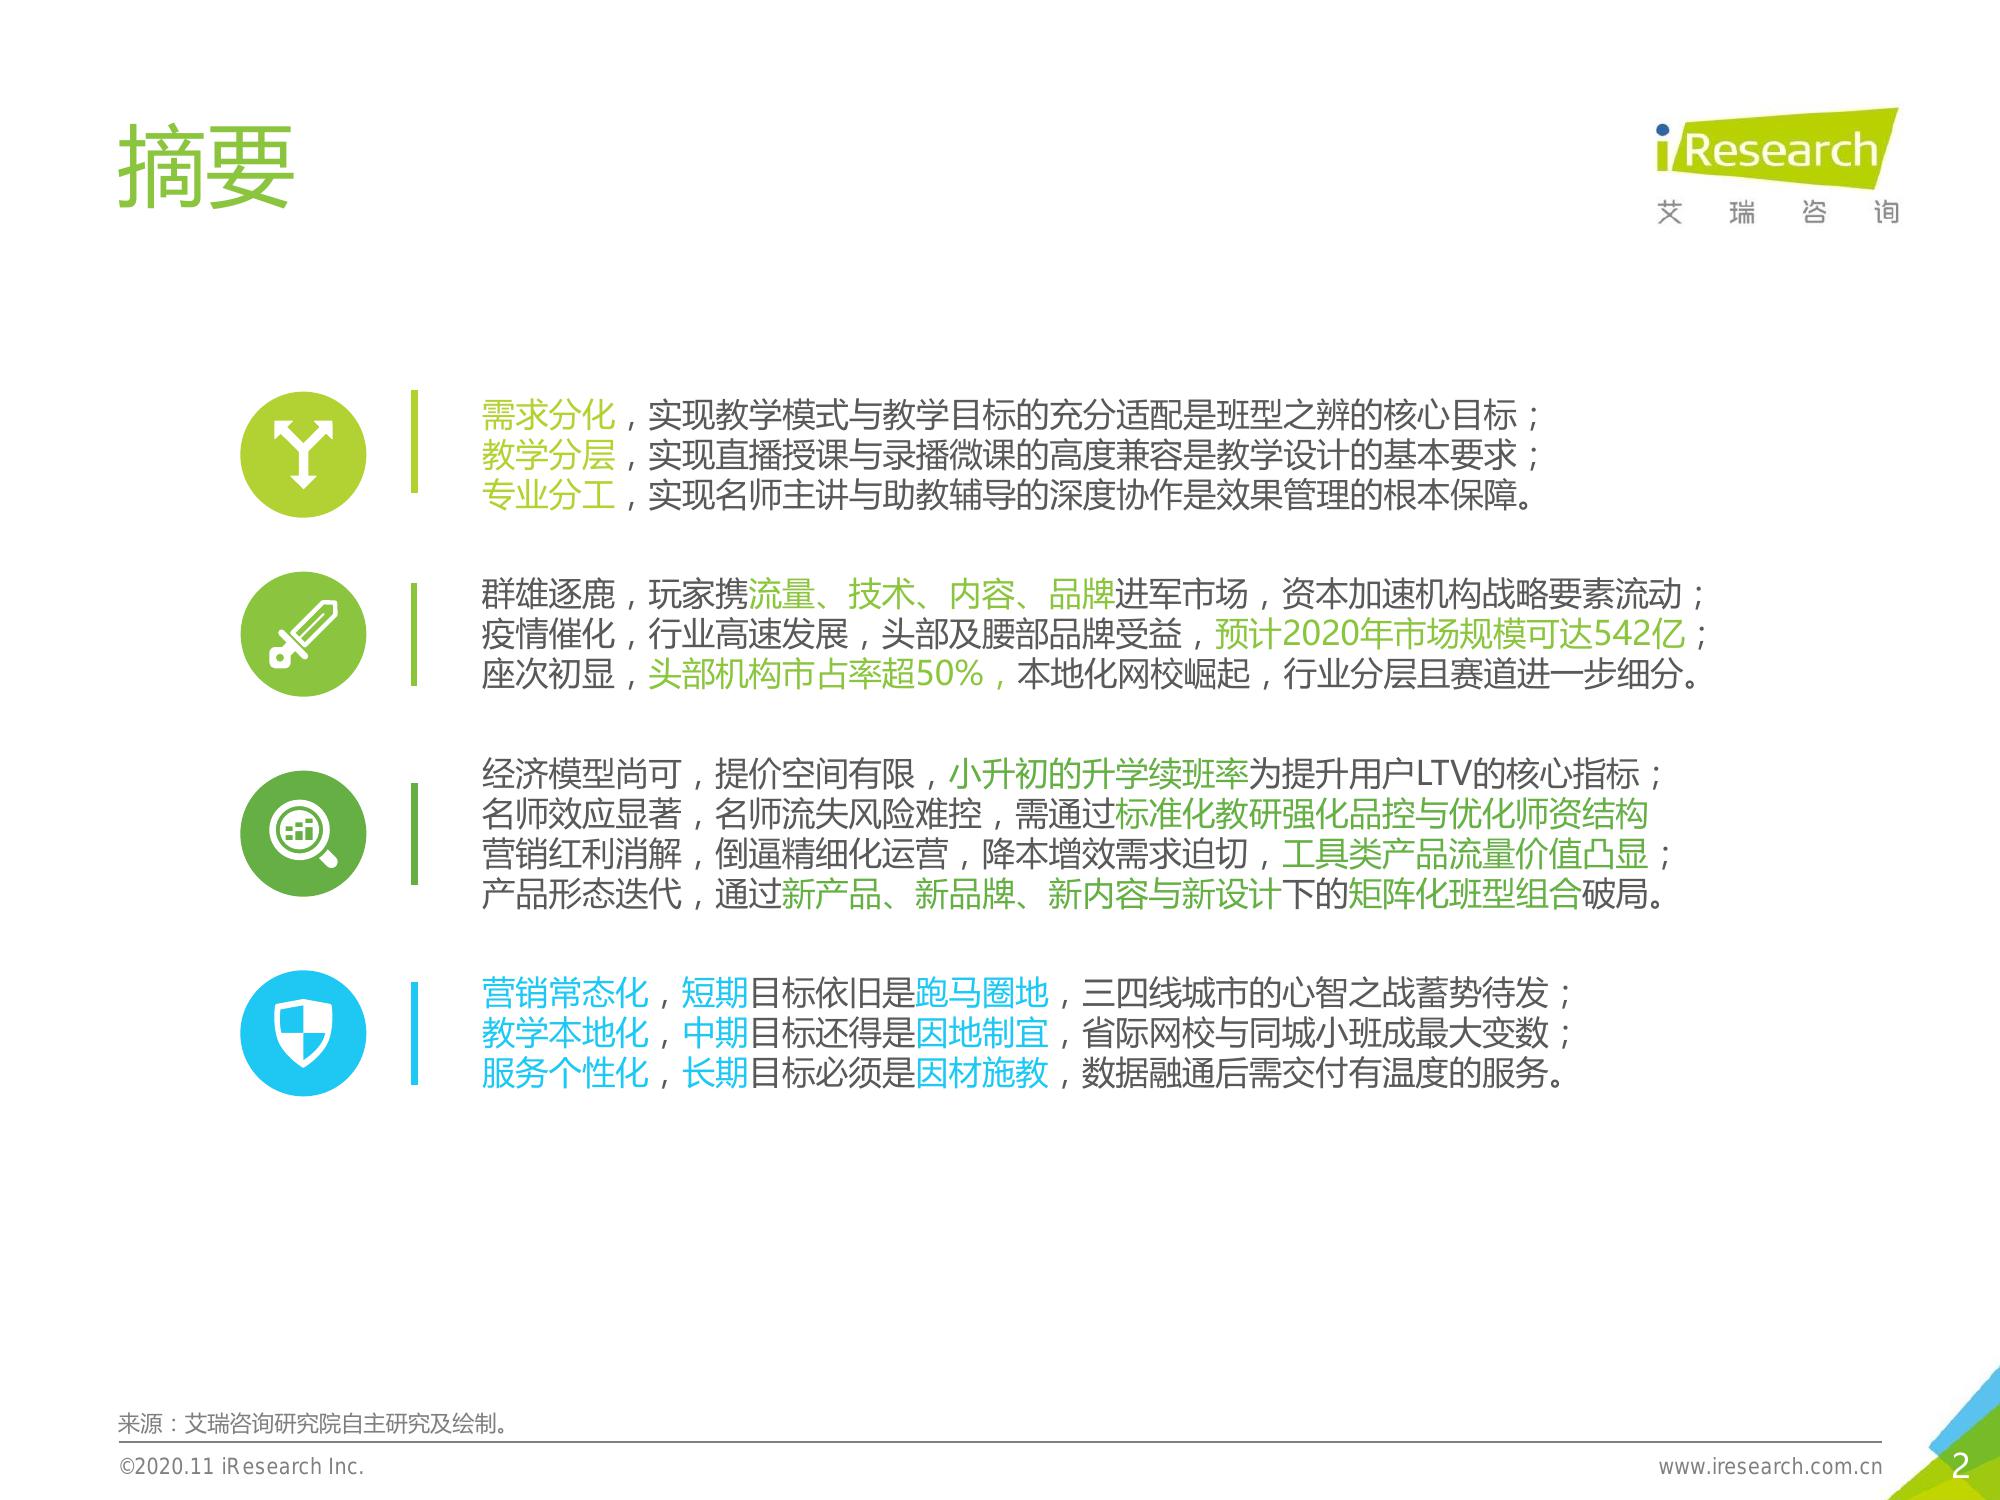 摘要
iResearch
艾瑞咨询
需求分化，实现教学模式与教学目标的充分适配是班型之辨的核心目标；
教学分层，实现直播授课与录播微课的高度兼容是教学设计的基本要求；
专业分工，实现名师主讲与助教辅导的深度协作是效果管理的根本保障。
群雄逐鹿，玩家携流量、技术、内容、品牌进军市场，资本加速机构战略要素流动；
疫情催化，行业高速发展，头部及腰部品牌受益，预计2020年市场规模可达542亿；
座次初显，头部机构市占率超50%，本地化网校崛起，行业分层且赛道进一步细分。
经济模型尚可，提价空间有限，小升初的升学续班率为提升用户LTV的核心指标；
名师效应显著，名师流失风险难控，需通过标准化教研强化品控与优化师资结构
营销红利消解，倒逼精细化运营，降本增效需求迫切，工具类产品流量价值凸显；
产品形态迭代，通过新产品、新品牌、新内容与新设计下的矩阵化班型组合破局。
营销常态化，短期目标依旧是跑马圈地，三四线城市的心智之战蓄势待发；
教学本地化，中期目标还得是因地制宜，省际网校与同城小班成最大变数；
服务个性化，长期目标必须是因材施教，数据融通后需交付有温度的服务。
来源：艾瑞咨询研究院自主研究及绘制。
©2020.11 iResearch Inc.
www.iresearch.com.cn
2